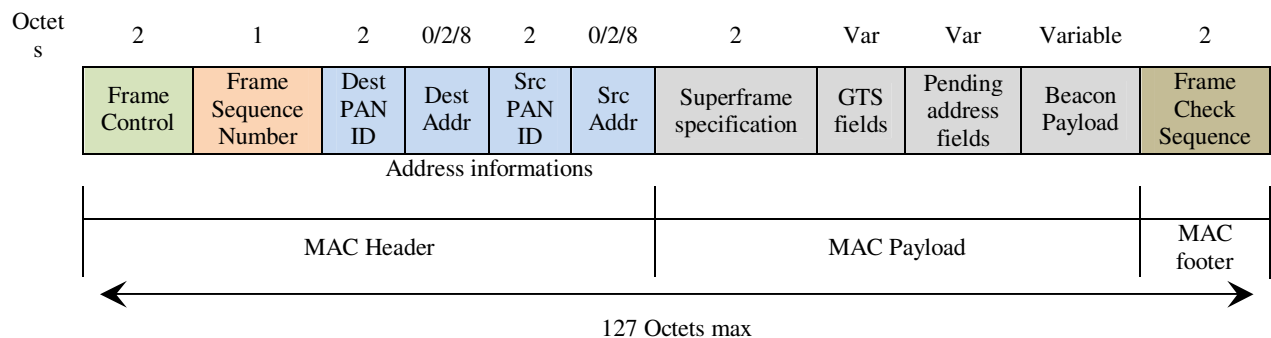 Octet
s
2 1 2 0/2/8 2 0/2/8 2 Var Var Variable 2
Frame
Control
Frame
Sequence
Number
Dest
PAN
ID
Dest
Addr
Src
PAN
ID
Src
Addr
Superframe
specification
GTS
fields
Pending
address
fields
Beacon
Payload
Frame
Check
Sequence
Address informations
MAC Header
MAC Payload
MAC
footer
127 Octets max